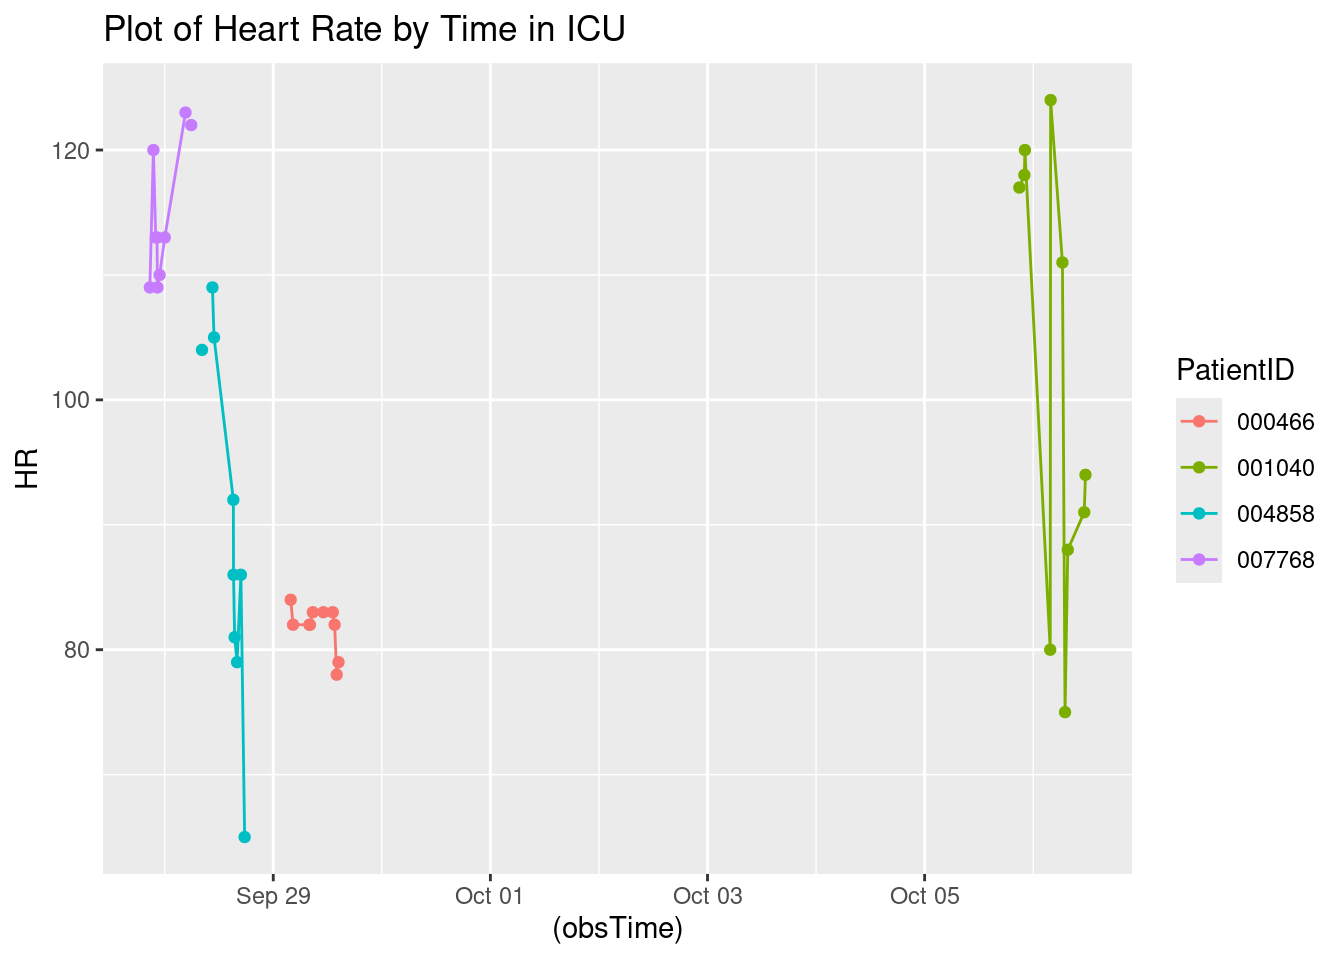 Plot of Heart Rate by Time in ICU
120
100
80
HR
Sep 29
Oct 01
Oct 03
Oct 05
(obsTime)
PatientID
000466
001040
004858
007768